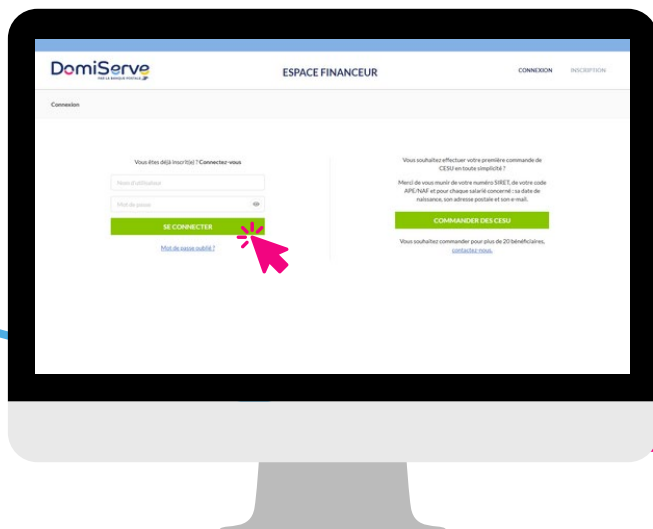 DomiServe
PAR LA BANQUE POSTALE
ESPACE FINANCEUR
CONNEXION
INSCRIPTION
Connexion
Vous êtes déjà inscrit(e) ? Connectez-vous
Nom d'utilisateur
Mot de passe
SE CONNECTER
Mot de passe oublié ?
Vous souhaitez effectuer votre première commande de
CESU en toute simplicité ?
Merci de vous munir de votre numéro SIRET, de votre code
APE/NAF et pour chaque salarié concerné : sa date de
naissance, son adresse postale et son e-mail.
COMMANDER DES CESU
Vous souhaitez commander pour plus de 20 bénéficiaires,
contactez-nous.